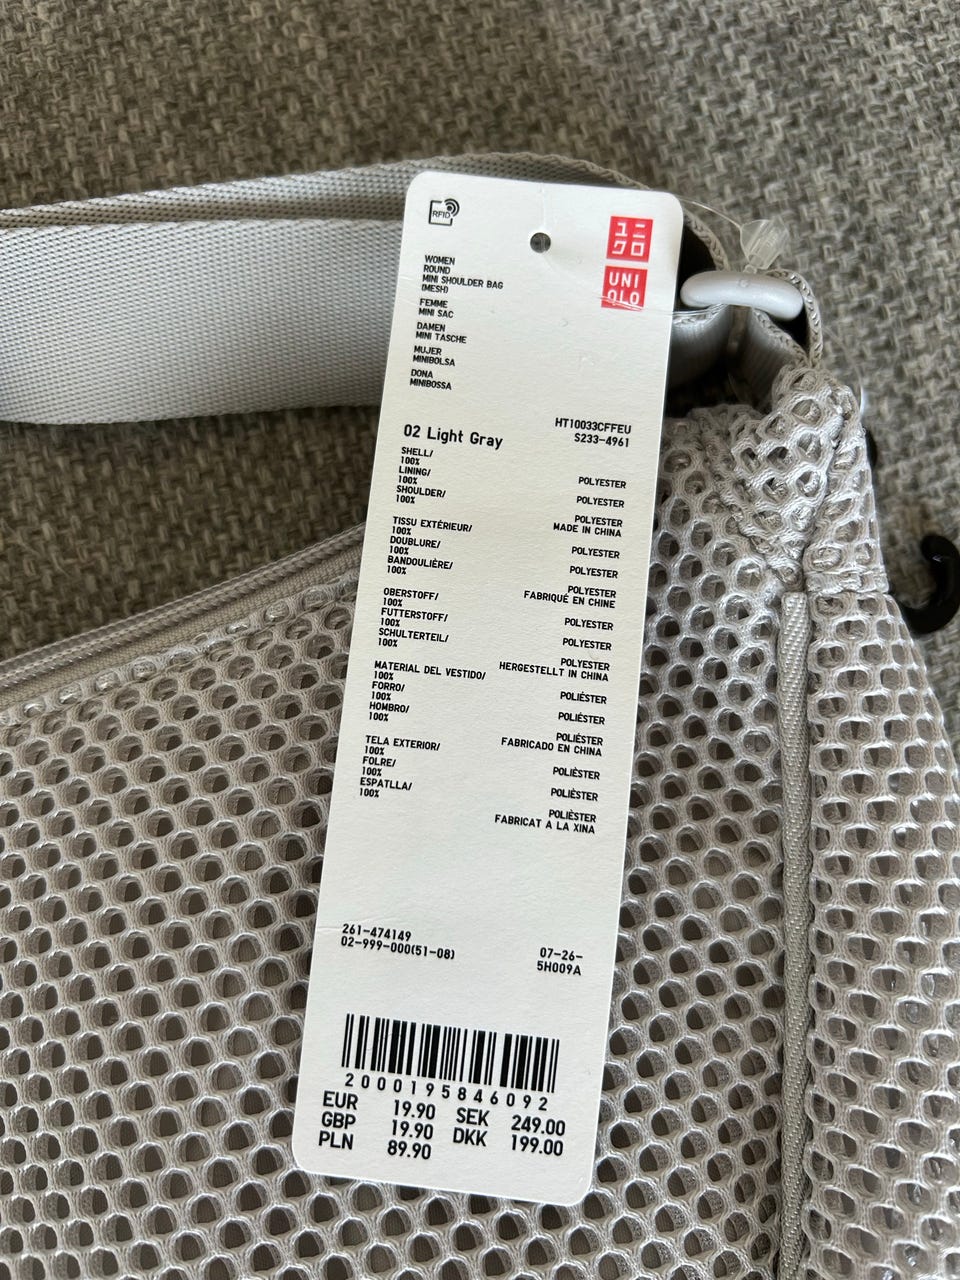 RFID
ユニ
クロ
UNI
QLO
WOMEN
ROUND
MINI SHOULDER BAG
(MESH)
FEMME
MINI SAC
DAMEN
MINI TASCHE
MUJER
MINIBOLSA
DONA
MINIBOSSA
HT10033CFFEU
02 Light Gray S233-4961
SHELL/
100% POLYESTER
LINING/
100% POLYESTER
SHOULDER/
100% POLYESTER
MADE IN CHINA
TISSU EXTÉRIEUR/
100% POLYESTER
DOUBLURE/
100% POLYESTER
BANDOULIÈRE/
100% POLYESTER
FABRIQUÉ EN CHINE
OBERSTOFF/
100% POLYESTER
FUTTERSTOFF/
100% POLYESTER
SCHULTERTEIL/
100% POLYESTER
HERGESTELLT IN CHINA
MATERIAL DEL VESTIDO/
100% POLIÉSTER
FORRO/
100% POLIÉSTER
HOMBRO/
100% POLIÉSTER
FABRICADO EN CHINA
TELA EXTERIOR/
100% POLIÈSTER
FOLRE/
100% POLIÈSTER
ESPATLLA/
100% POLIÈSTER
FABRICAT A LA XINA
261-474149
02-999-000(51-08) 07-26-
5H009A
2000195846092
EUR 19.90 SEK 249.00
GBP 19.90 DKK 199.00
PLN 89.90